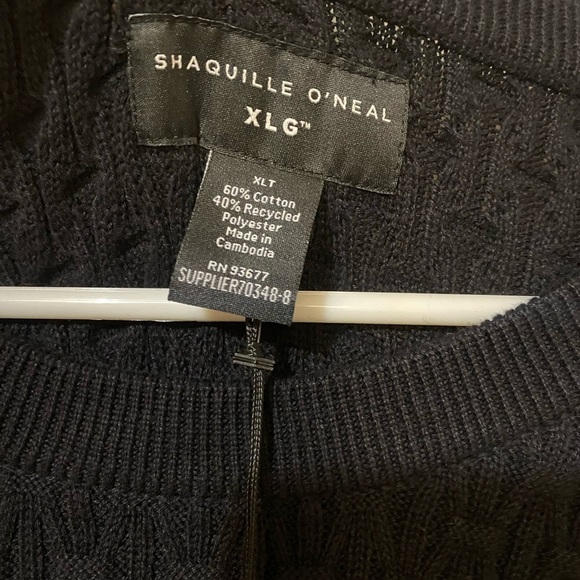 SHAQUILLE O'NEAL
XLG™
XLT
60% Cotton
40% Recycled
Polyester
Made in
Cambodia
RN 93677
SUPPLIER70348-8